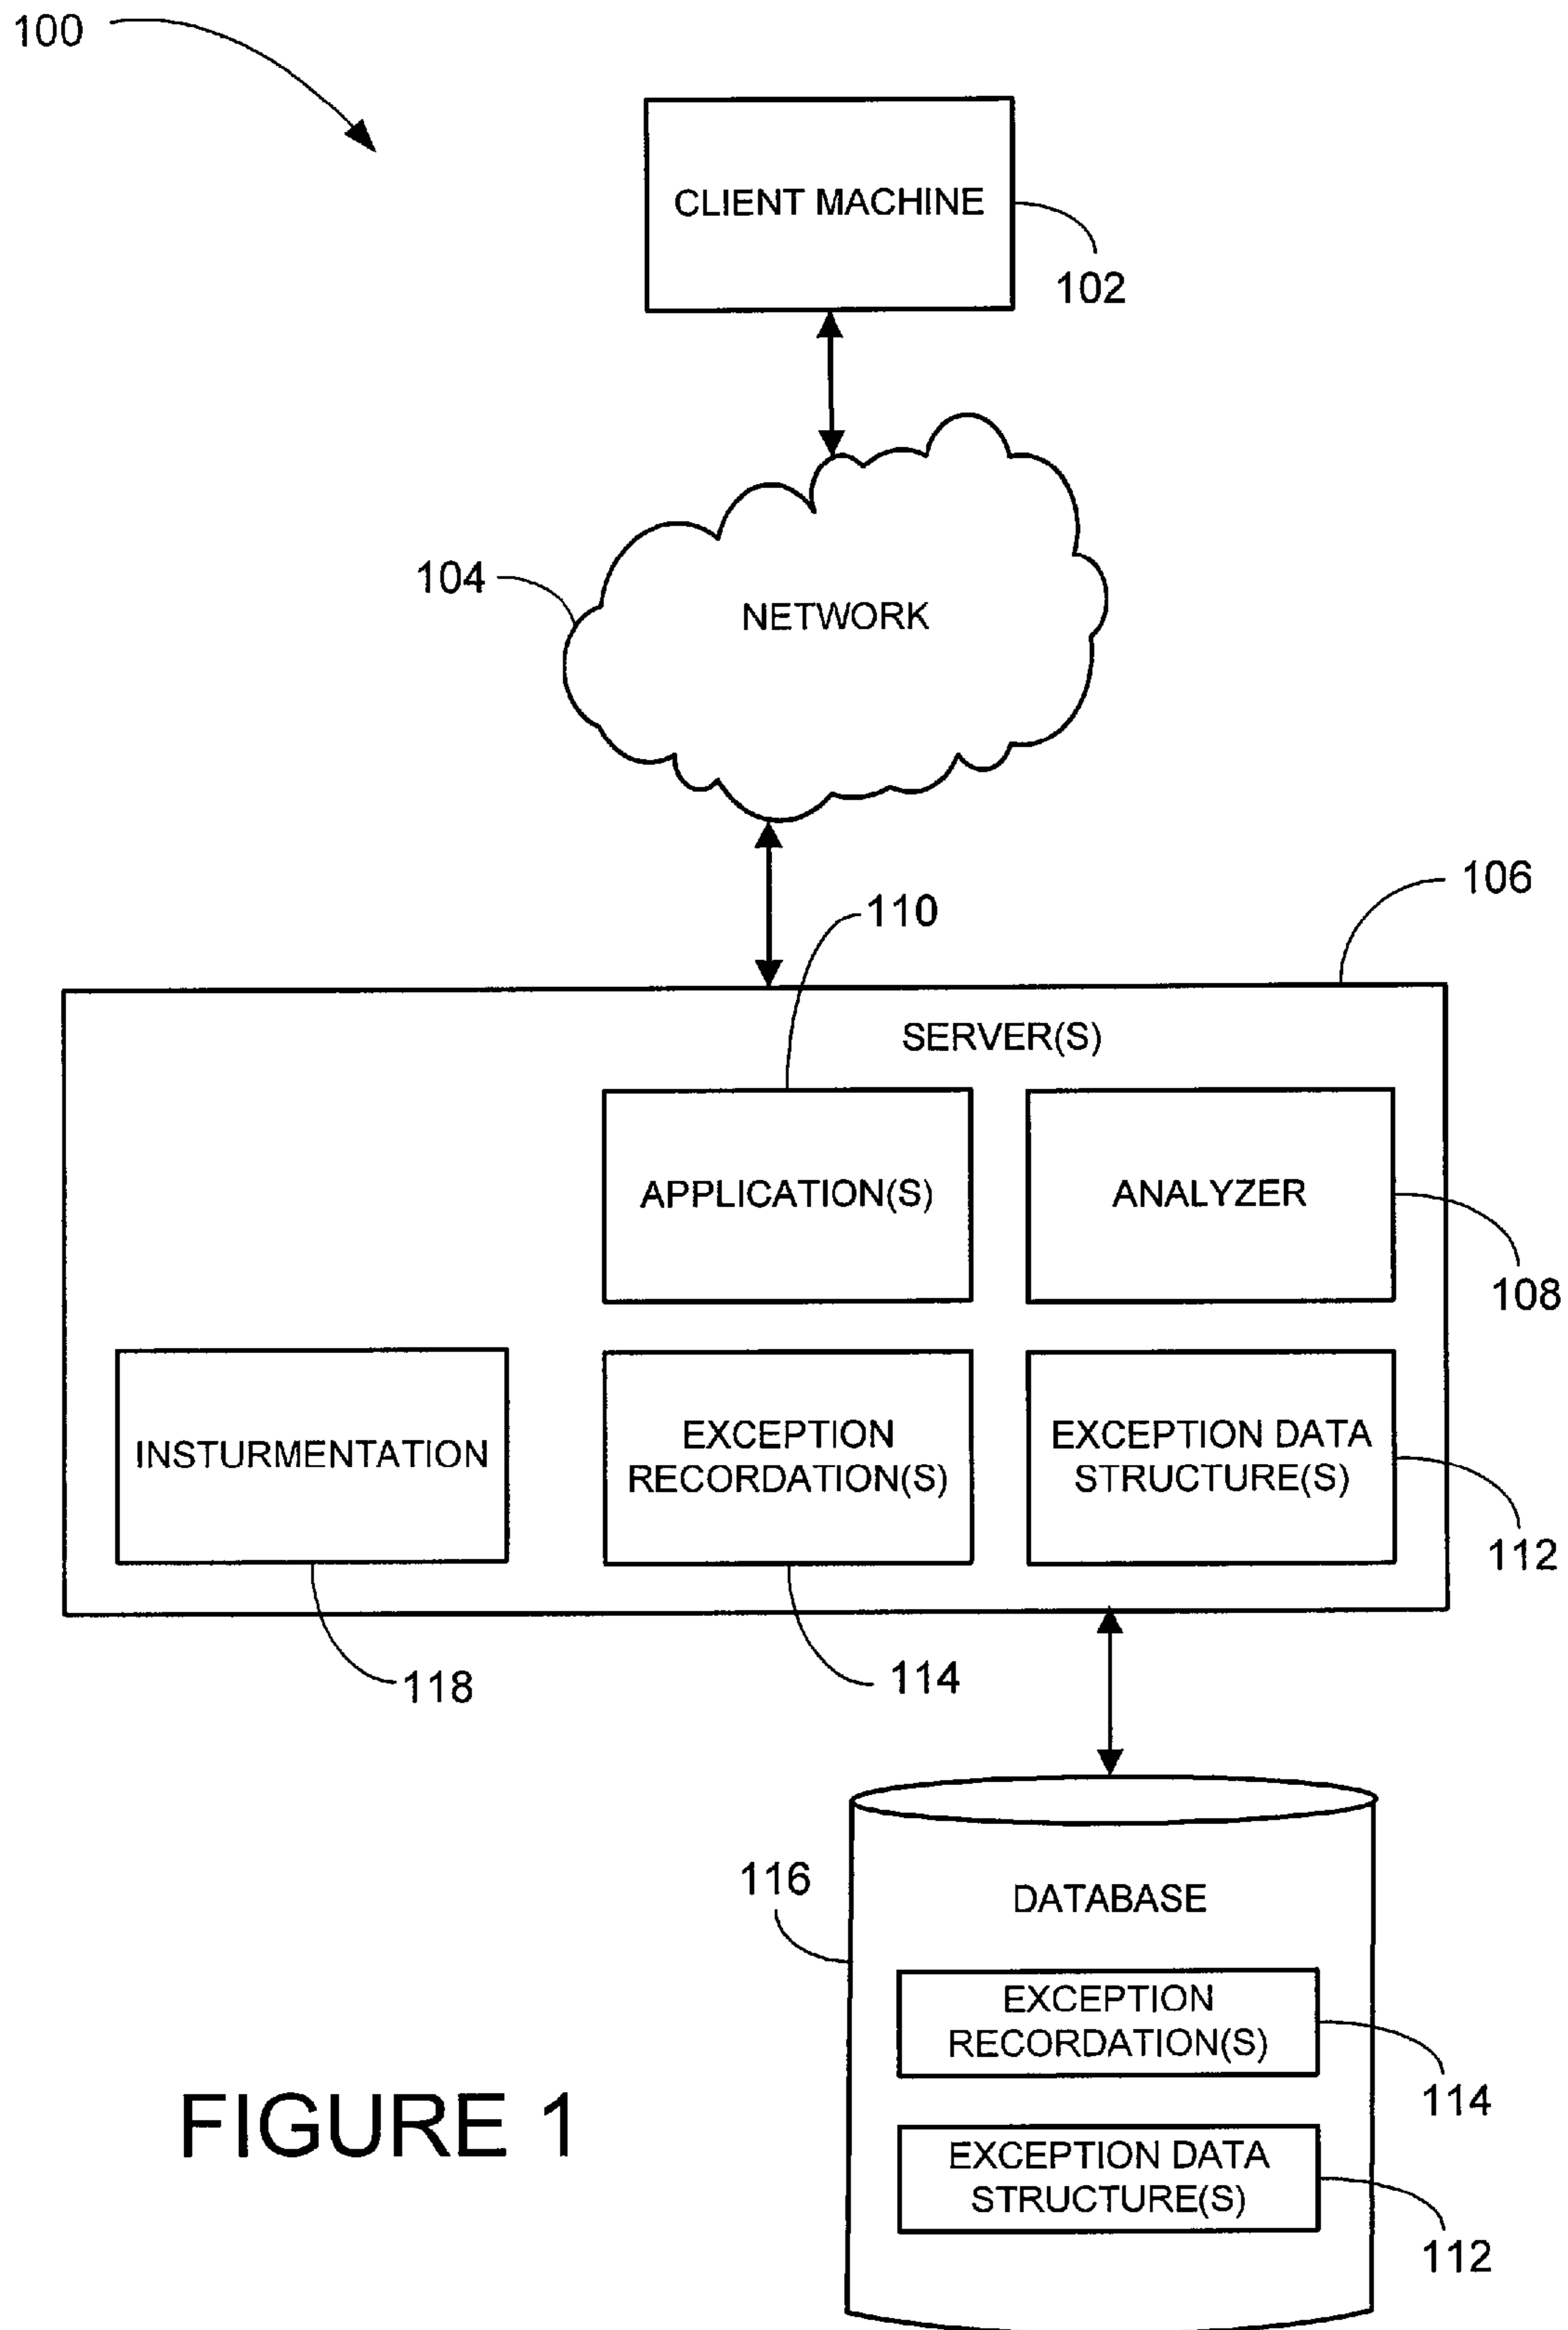 100
CLIENT MACHINE
102
104
NETWORK
106
110
SERVER(S)
APPLICATION(S)
ANALYZER
108
INSTURMENTATION
EXCEPTION
RECORDATION(S)
EXCEPTION DATA
STRUCTURE(S)
112
118
114
116
DATABASE
EXCEPTION
RECORDATION(S)
114
EXCEPTION DATA
STRUCTURE(S)
112
FIGURE 1